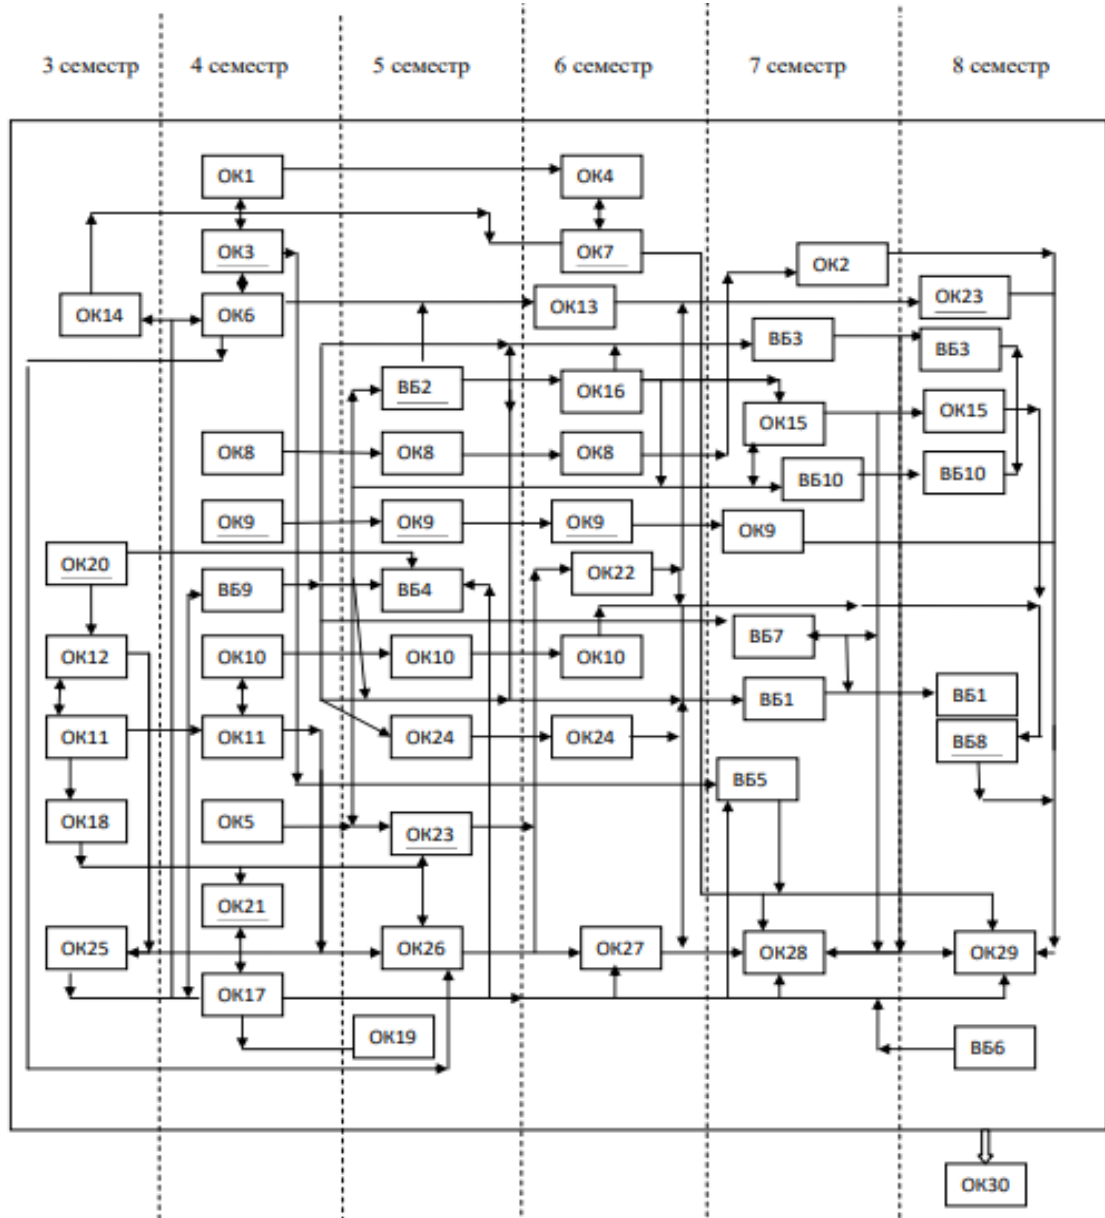 3 семестр 4 семестр 5 семестр 6 семестр 7 семестр 8 семестр
ОК1 ОК4
ОК3 ОК7 ОК2
ОК14 ОК6 ОК13 ОК23
ВБ3 ВБ3
ВБ2 ОК16 ОК15 ОК15
ОК8 ОК8 ОК8 ВБ10 ВБ10
ОК9 ОК9 ОК9 ОК9
ОК20 ВБ9 ВБ4 ОК22
ОК12 ОК10 ОК10 ОК10 ВБ7
ВБ1 ВБ1
ОК11 ОК11 ОК24 ОК24 ВБ8
ОК18 ОК5 ОК23 ВБ5
ОК21
ОК25 ОК26 ОК27 ОК28 ОК29
ОК17
ОК19 ВБ6
ОК30